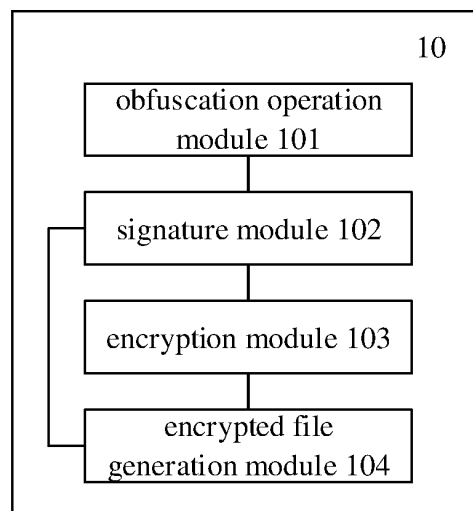 10
obfuscation operation
module 101
signature module 102
encryption module 103
encrypted file
generation module 104